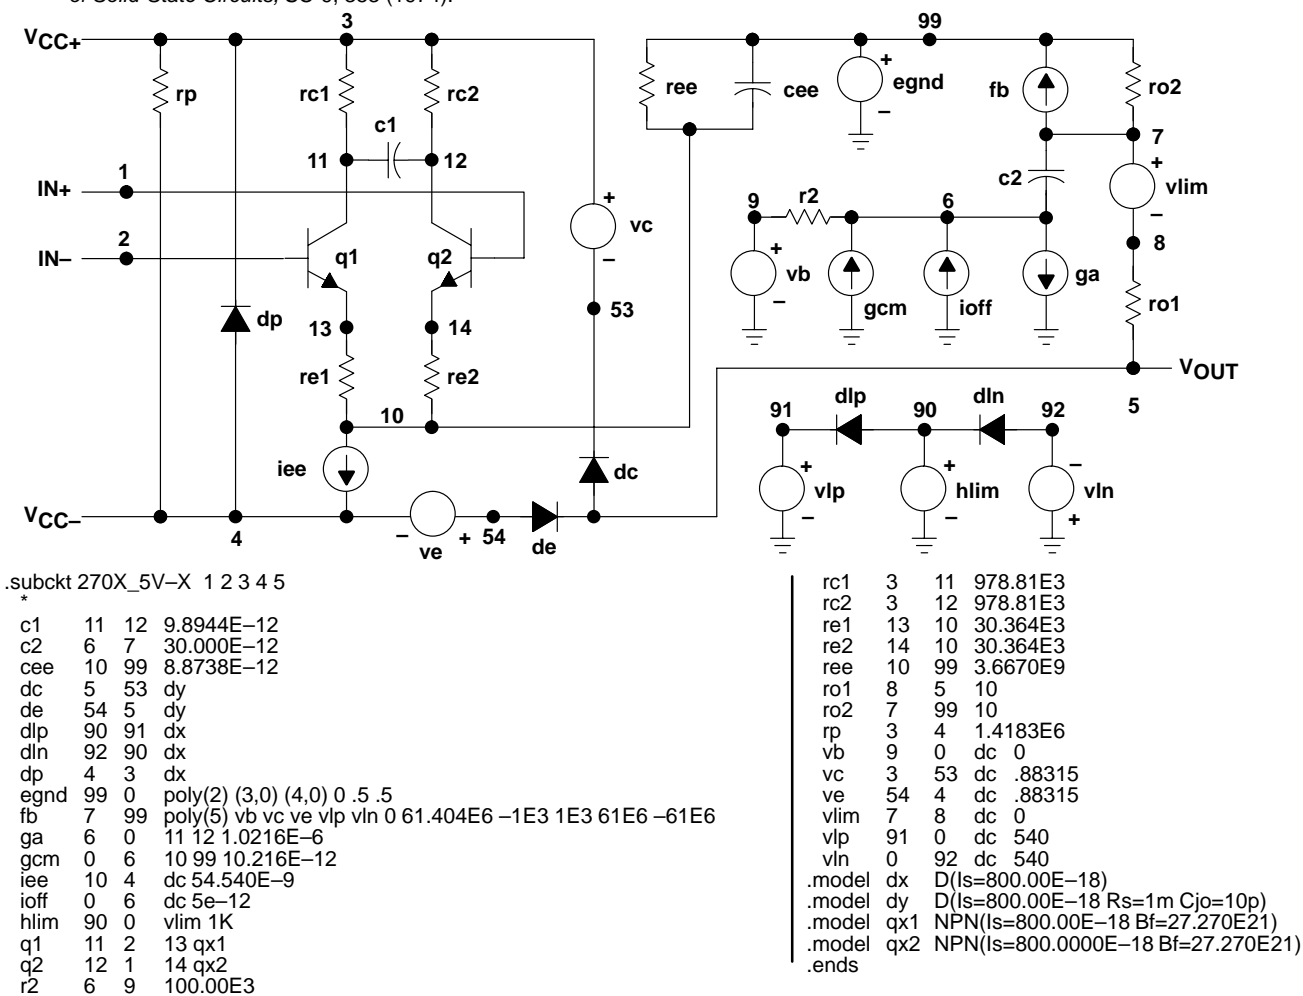 of Solid-State Circuits, SC-9, 353 (1974).
VCC+
3
99
rp
rc1
rc2
c1
11
12
ree
cee
egnd
+
–
fb
ro2
7
c2
+
vlim
–
IN+
1
IN–
2
q1
q2
+
vc
–
9
r2
6
8
+
vb
–
gcm
ioff
ga
ro1
dp
13
14
53
re1
re2
VOUT
5
10
91
dlp
90
dln
92
iee
dc
+
vlp
–
+
hlim
–
–
vln
+
VCC–
4
–
ve
+
54
de
.subckt 270X_5V–X 1 2 3 4 5
*
c1 11 12 9.8944E–12
c2 6 7 30.000E–12
cee 10 99 8.8738E–12
dc 5 53 dy
de 54 5 dy
dlp 90 91 dx
dln 92 90 dx
dp 4 3 dx
egnd 99 0 poly(2) (3,0) (4,0) 0 .5 .5
fb 7 99 poly(5) vb vc ve vlp vln 0 61.404E6 –1E3 1E3 61E6 –61E6
ga 6 0 11 12 1.0216E–6
gcm 0 6 10 99 10.216E–12
iee 10 4 dc 54.540E–9
ioff 0 6 dc 5e–12
hlim 90 0 vlim 1K
q1 11 2 13 qx1
q2 12 1 14 qx2
r2 6 9 100.00E3
rc1 3 11 978.81E3
rc2 3 12 978.81E3
re1 13 10 30.364E3
re2 14 10 30.364E3
ree 10 99 3.6670E9
ro1 8 5 10
ro2 7 99 10
rp 3 4 1.4183E6
vb 9 0 dc 0
vc 3 53 dc .88315
ve 54 4 dc .88315
vlim 7 8 dc 0
vlp 91 0 dc 540
vln 0 92 dc 540
.model dx D(Is=800.00E–18)
.model dy D(Is=800.00E–18 Rs=1m Cjo=10p)
.model qx1 NPN(Is=800.00E–18 Bf=27.270E21)
.model qx2 NPN(Is=800.0000E–18 Bf=27.270E21)
.ends